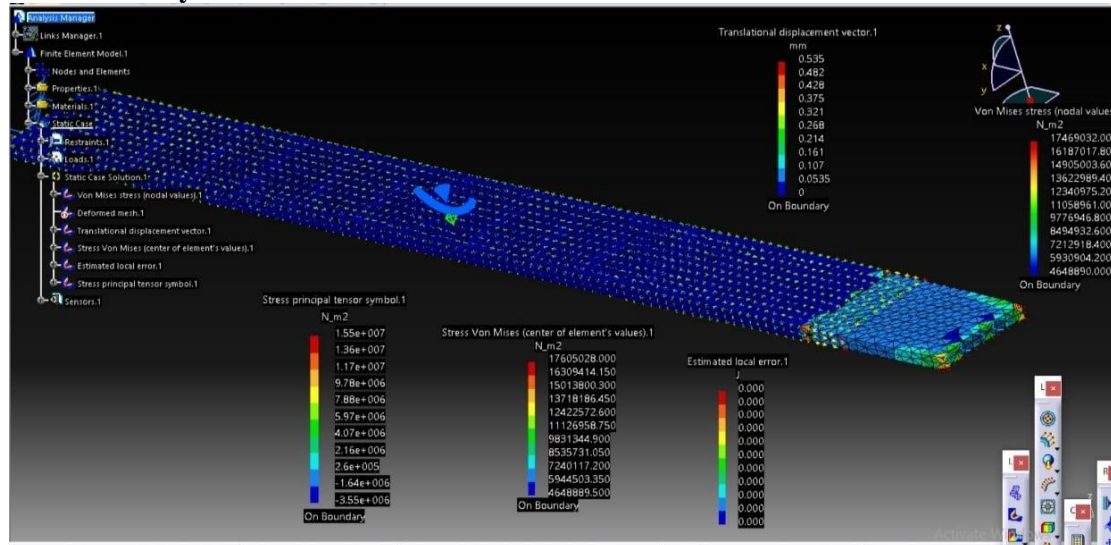 Analysis Manager
Links Manager.1
Finite Element Model.1
Nodes and Elements
Properties.1
Materials.1
Static Case
Restraints.1
Loads.1
Static Case Solution.1
Von Mises stress (nodal values).1
Deformed mesh.1
Translational displacement vector.1
Stress Von Mises (center of element's values).1
Estimated local error.1
Stress principal tensor symbol.1
Sensors.1
Translational displacement vector.1
mm
0.535
0.482
0.428
0.375
0.321
0.268
0.214
0.161
0.107
0.0535
0
On Boundary
z
x
y
Von Mises stress (nodal values
N_m2
17469032.00
16187017.80
14905003.60
13622989.40
12340975.20
11058961.00
9776946.800
8494932.600
7212918.400
5930904.200
4648890.000
On Boundary
Stress principal tensor symbol.1
N_m2
1.55e+007
1.36e+007
1.17e+007
9.78e+006
7.88e+006
5.97e+006
4.07e+006
2.16e+006
2.6e+005
-1.64e+006
-3.55e+006
On Boundary
Stress Von Mises (center of element's values).1
N_m2
17605028.000
16309414.150
15013800.300
13718186.450
12422572.600
11126958.750
9831344.900
8535731.050
7240117.200
5944503.350
4648889.500
On Boundary
Estimated local error.1
J
0.000
0.000
0.000
0.000
0.000
0.000
0.000
0.000
0.000
0.000
0.000
On Boundary
L
L
C
R